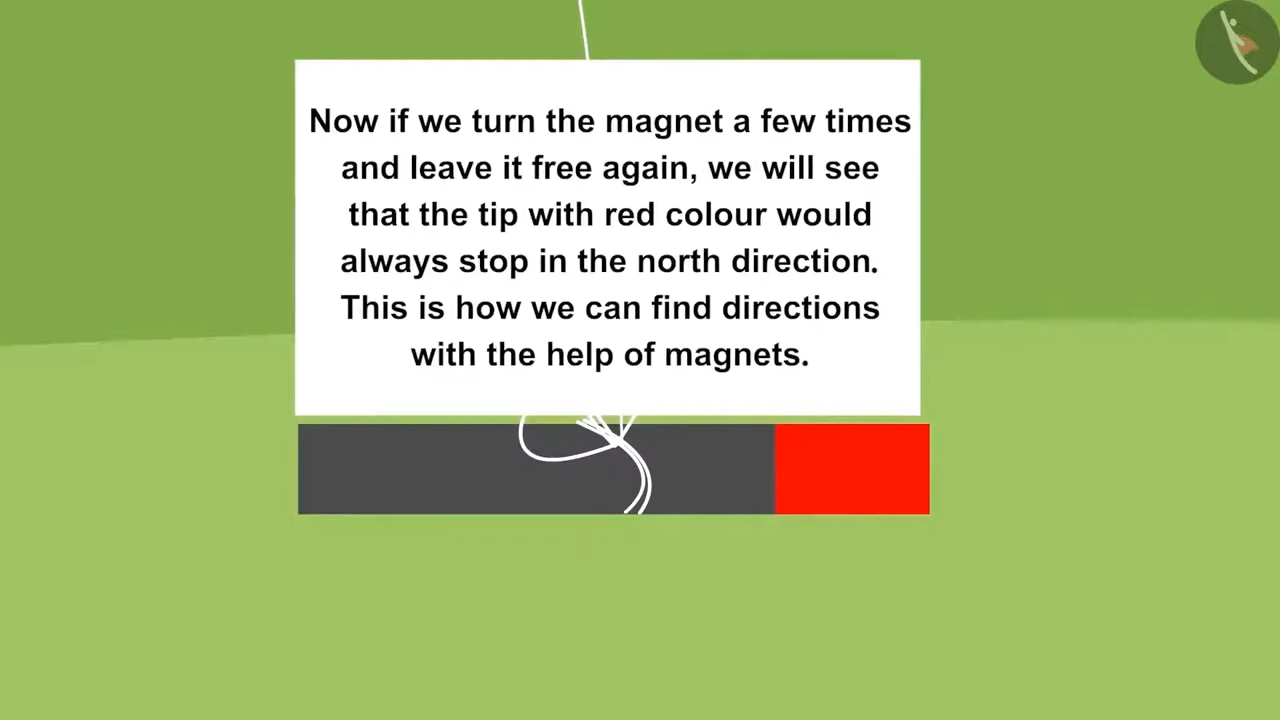 Now if we turn the magnet a few times
and leave it free again, we will see
that the tip with red colour would
always stop in the north direction.
This is how we can find directions
with the help of magnets.